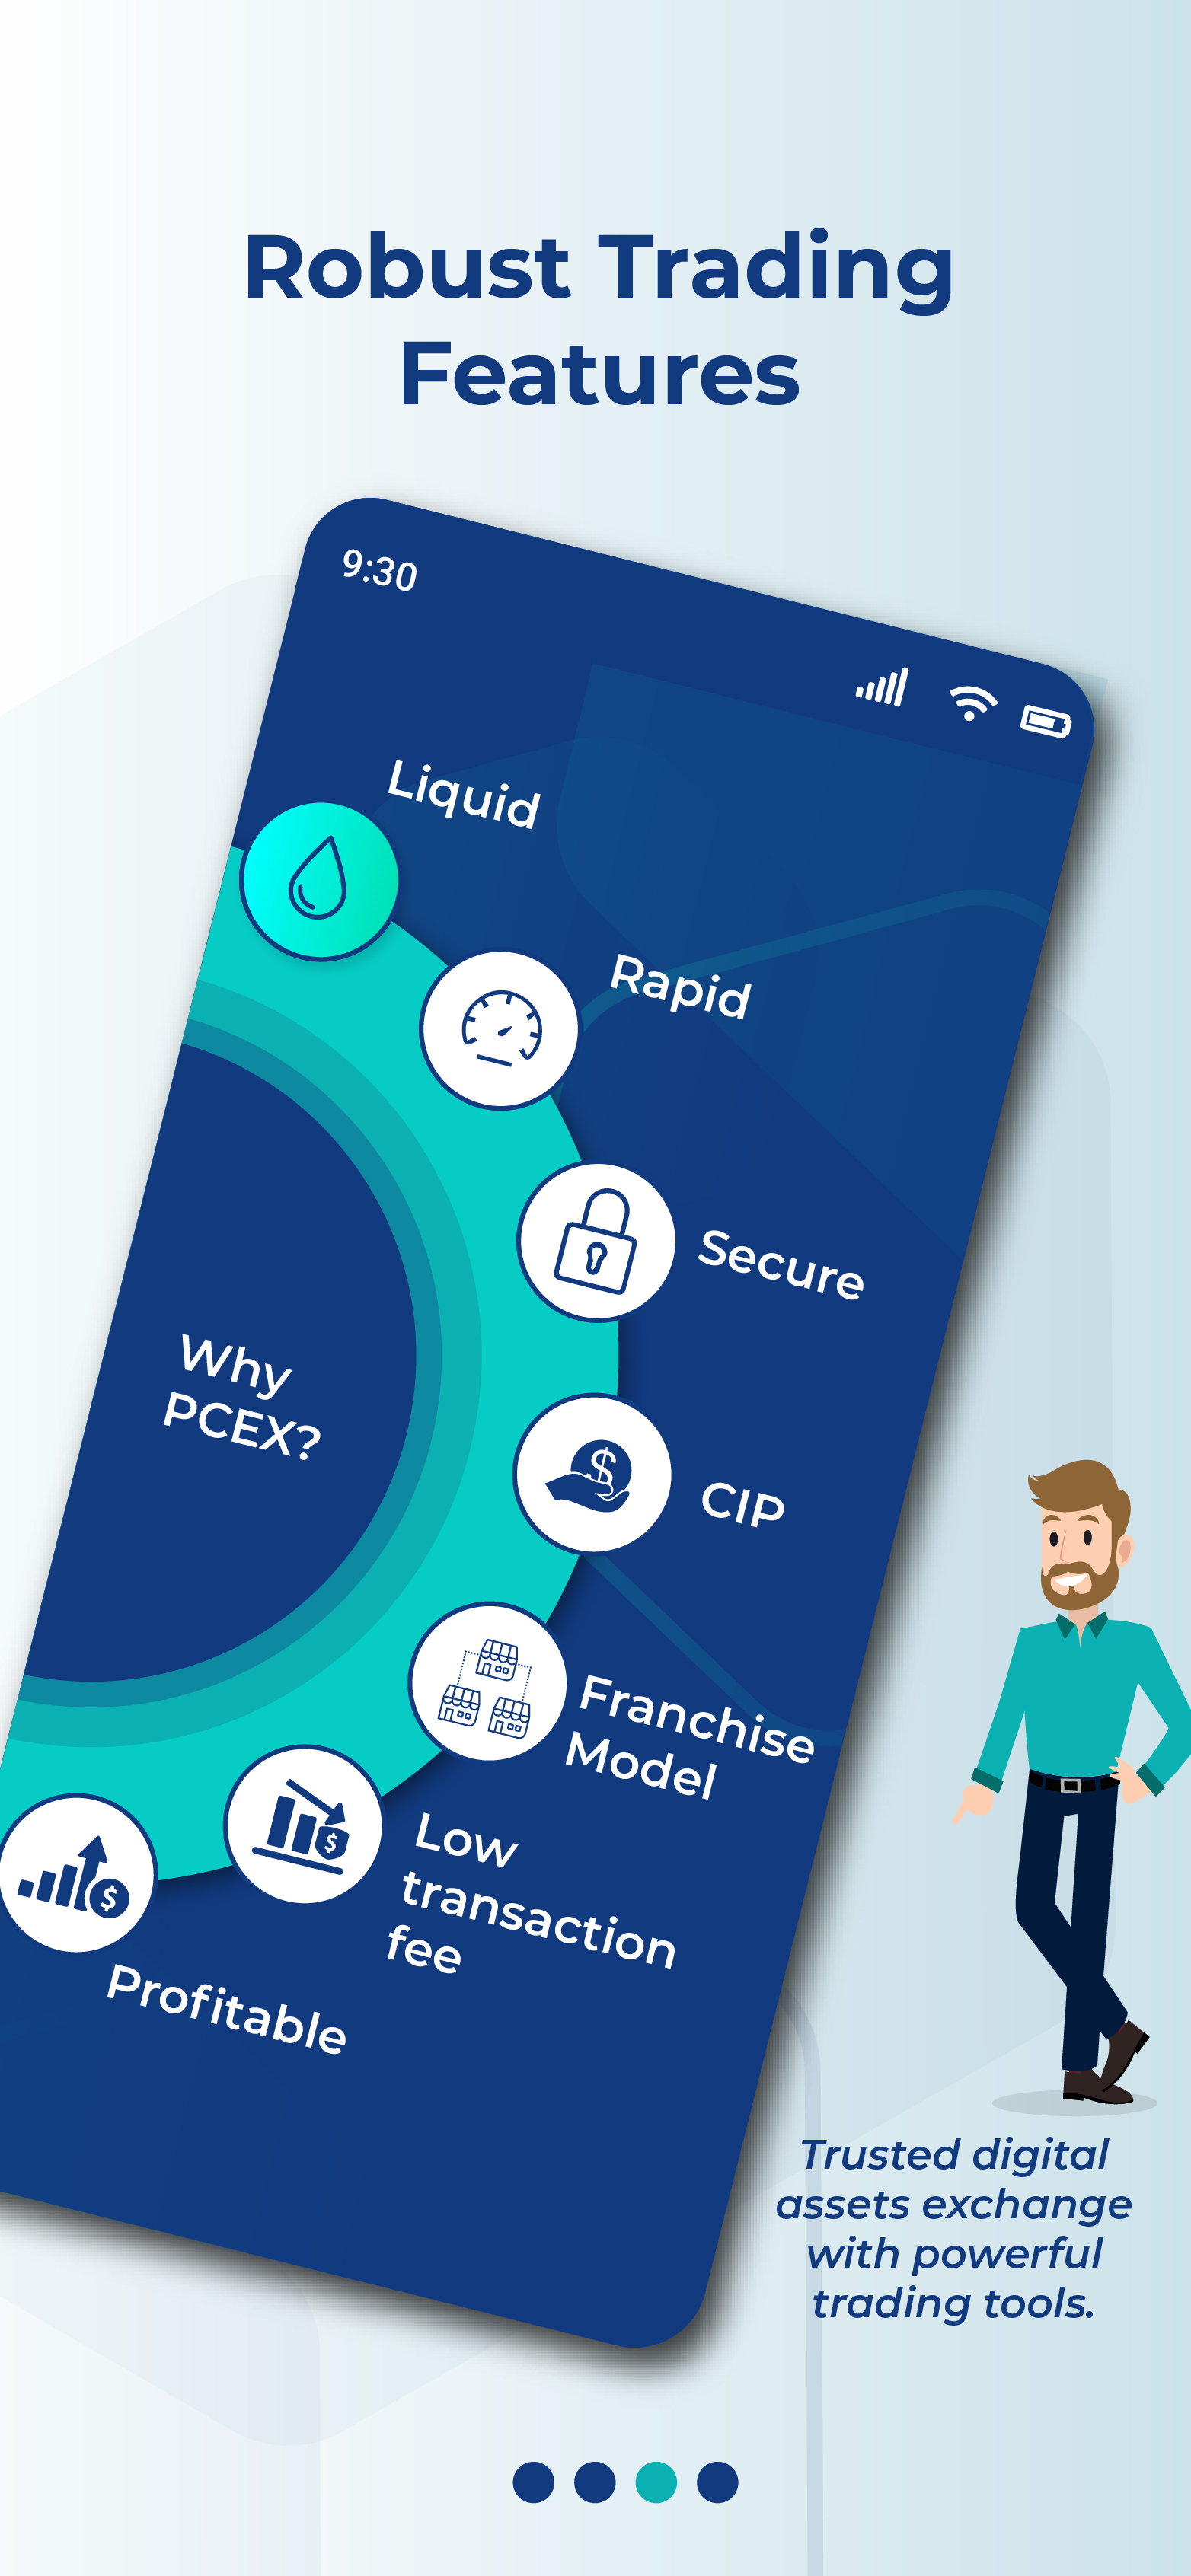 Robust Trading
Features
9:30
Liquid
Rapid
Secure
Why
PCEX?
CIP
$
Franchise
Model
Low
transaction
fee
$
$
Profitable
Trusted digital
assets exchange
with powerful
trading tools.